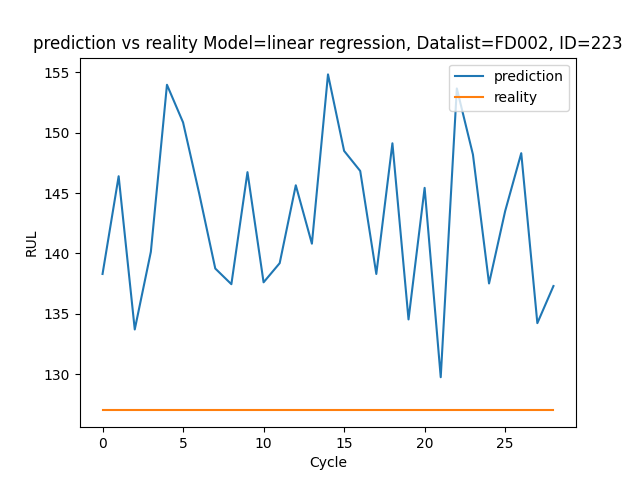 prediction vs reality Model=linear regression, Datalist=FD002, ID=223
prediction
reality
155
150
145
140
135
130
RUL
0 5 10 15 20 25
Cycle